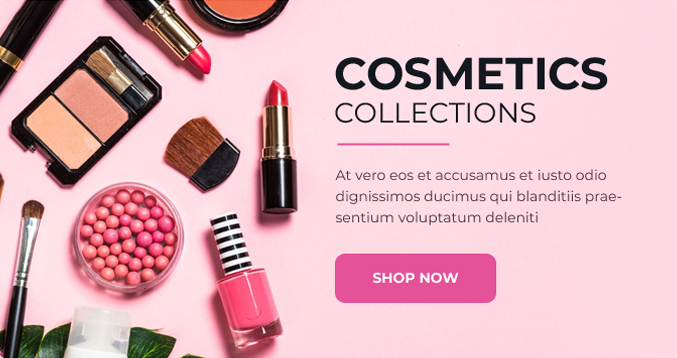 COSMETICS
COLLECTIONS
At vero eos et accusamus et iusto odio
dignissimos ducimus qui blanditiis prae-
sentium voluptatum deleniti
SHOP NOW